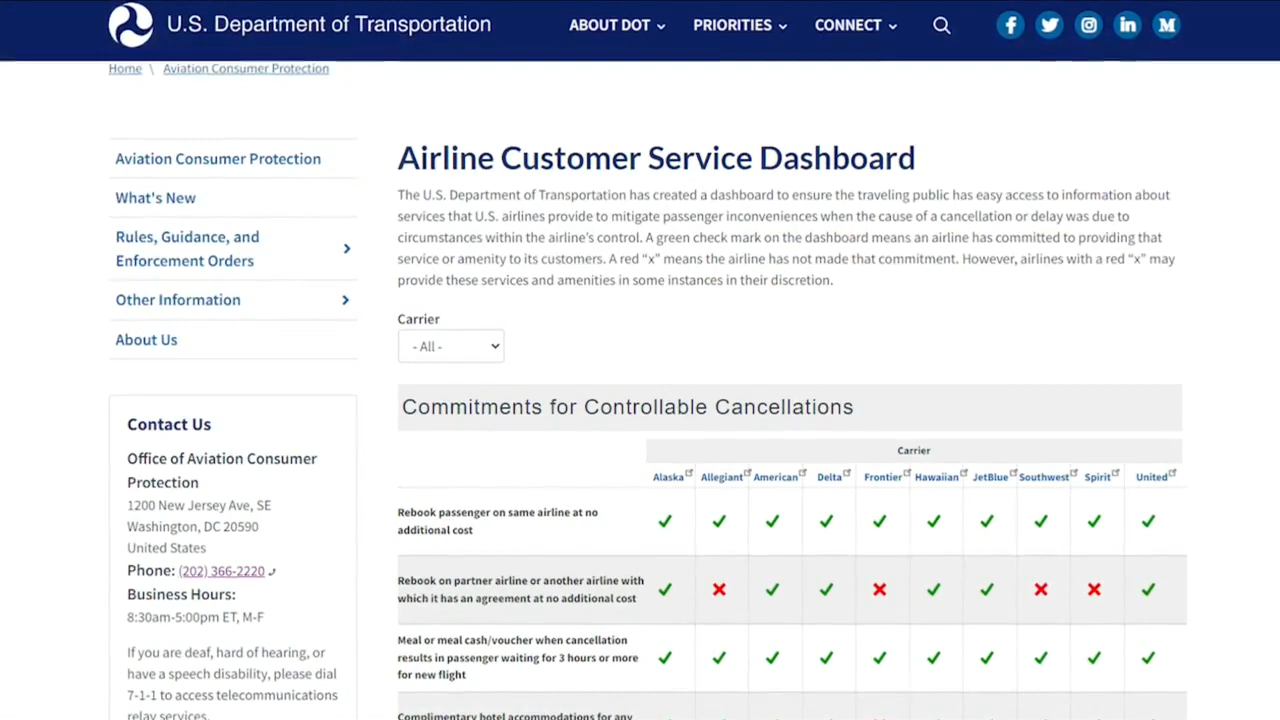 U.S. Department of Transportation
ABOUT DOT
PRIORITIES
CONNECT
Home \ Aviation Consumer Protection
Aviation Consumer Protection
What's New
Rules, Guidance, and
Enforcement Orders
Other Information
About Us
Contact Us
Office of Aviation Consumer
Protection
1200 New Jersey Ave, SE
Washington, DC 20590
United States
Phone: (202) 366-2220
Business Hours:
8:30am-5:00pm ET, M-F
If you are deaf, hard of hearing, or
have a speech disability, please dial
7-1-1 to access telecommunications
relay services.
Airline Customer Service Dashboard
The U.S. Department of Transportation has created a dashboard to ensure the traveling public has easy access to information about
services that U.S. airlines provide to mitigate passenger inconveniences when the cause of a cancellation or delay was due to
circumstances within the airline's control. A green check mark on the dashboard means an airline has committed to providing that
service or amenity to its customers. A red “x” means the airline has not made that commitment. However, airlines with a red “x” may
provide these services and amenities in some instances in their discretion.
Carrier
- All -
Commitments for Controllable Cancellations
Carrier
Alaska Allegiant American Delta Frontier Hawaiian JetBlue Southwest Spirit United
Rebook passenger on same airline at no
additional cost
Rebook on partner airline or another airline with
which it has an agreement at no additional cost
Meal or meal cash/voucher when cancellation
results in passenger waiting for 3 hours or more
for new flight
Complimentary hotel accommodations for any